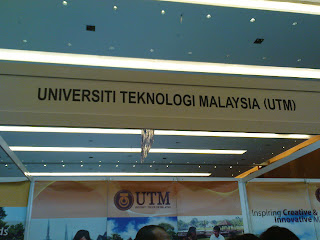 UNIVERSITI TEKNOLOGI MALAYSIA (UTM)
UTM
Inspiring Creative &
Innovative